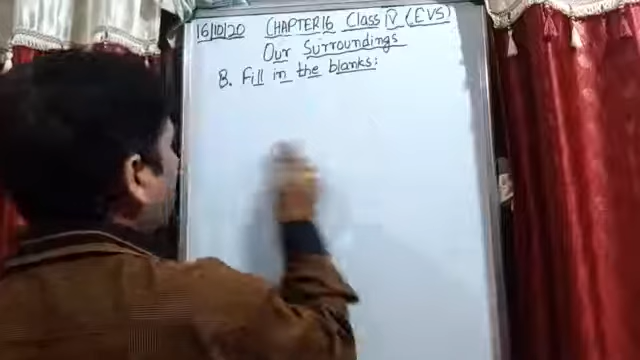 16/10/20 CHAPTER16 Class IV (EVS)
Our Surroundings
B. Fill in the blanks: